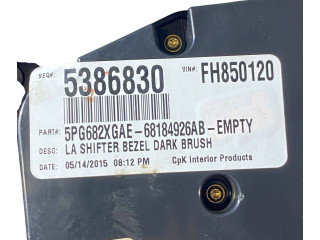 SEQ#: VIN#:
5386830 FH850120
PART#: 5PG682XGAE-68184926AB-EMPTY
DESC: LA SHIFTER BEZEL DARK BRUSH
DATE: 05/14/2015 08:12 PM CpK Interior Products